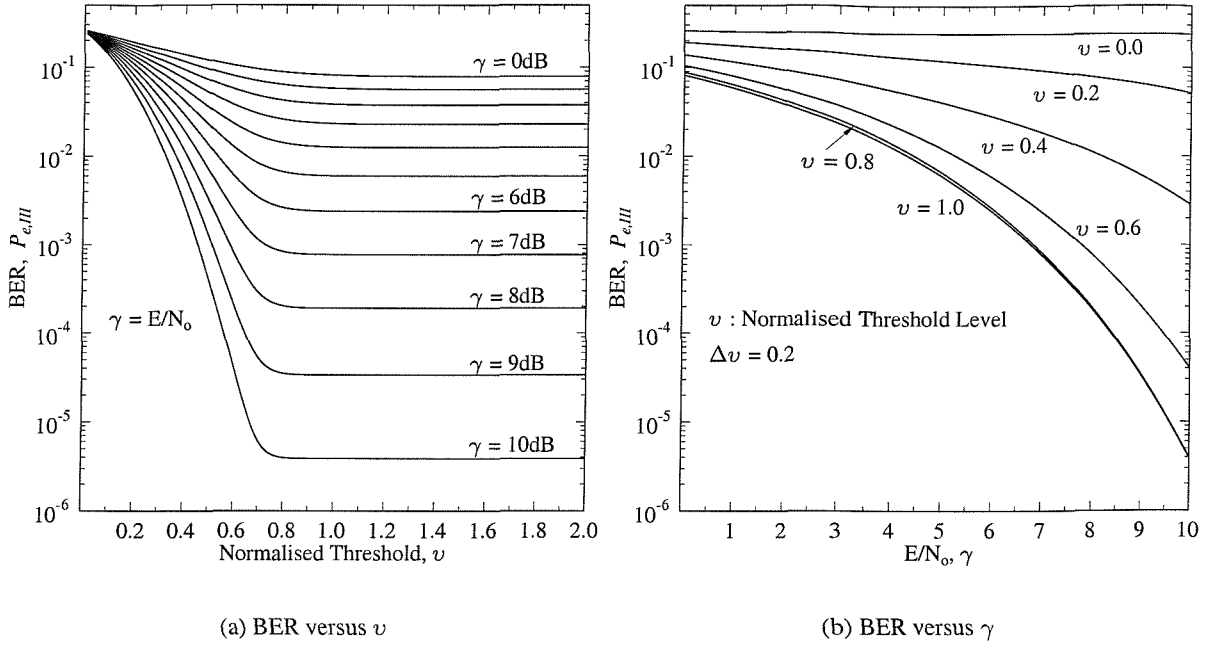 BER, P_{e,III}
10^{-1}
10^{-2}
10^{-3}
10^{-4}
10^{-5}
10^{-6}
γ = 0dB
γ = 6dB
γ = 7dB
γ = 8dB
γ = 9dB
γ = 10dB
γ = E/N_o
0.2 0.4 0.6 0.8 1.0 1.2 1.4 1.6 1.8 2.0
Normalised Threshold, υ
(a) BER versus υ
BER, P_{e,III}
10^{-1}
10^{-2}
10^{-3}
10^{-4}
10^{-5}
10^{-6}
υ = 0.0
υ = 0.2
υ = 0.4
υ = 0.8
υ = 1.0
υ = 0.6
υ : Normalised Threshold Level
Δυ = 0.2
1 2 3 4 5 6 7 8 9 10
E/N_o, γ
(b) BER versus γ